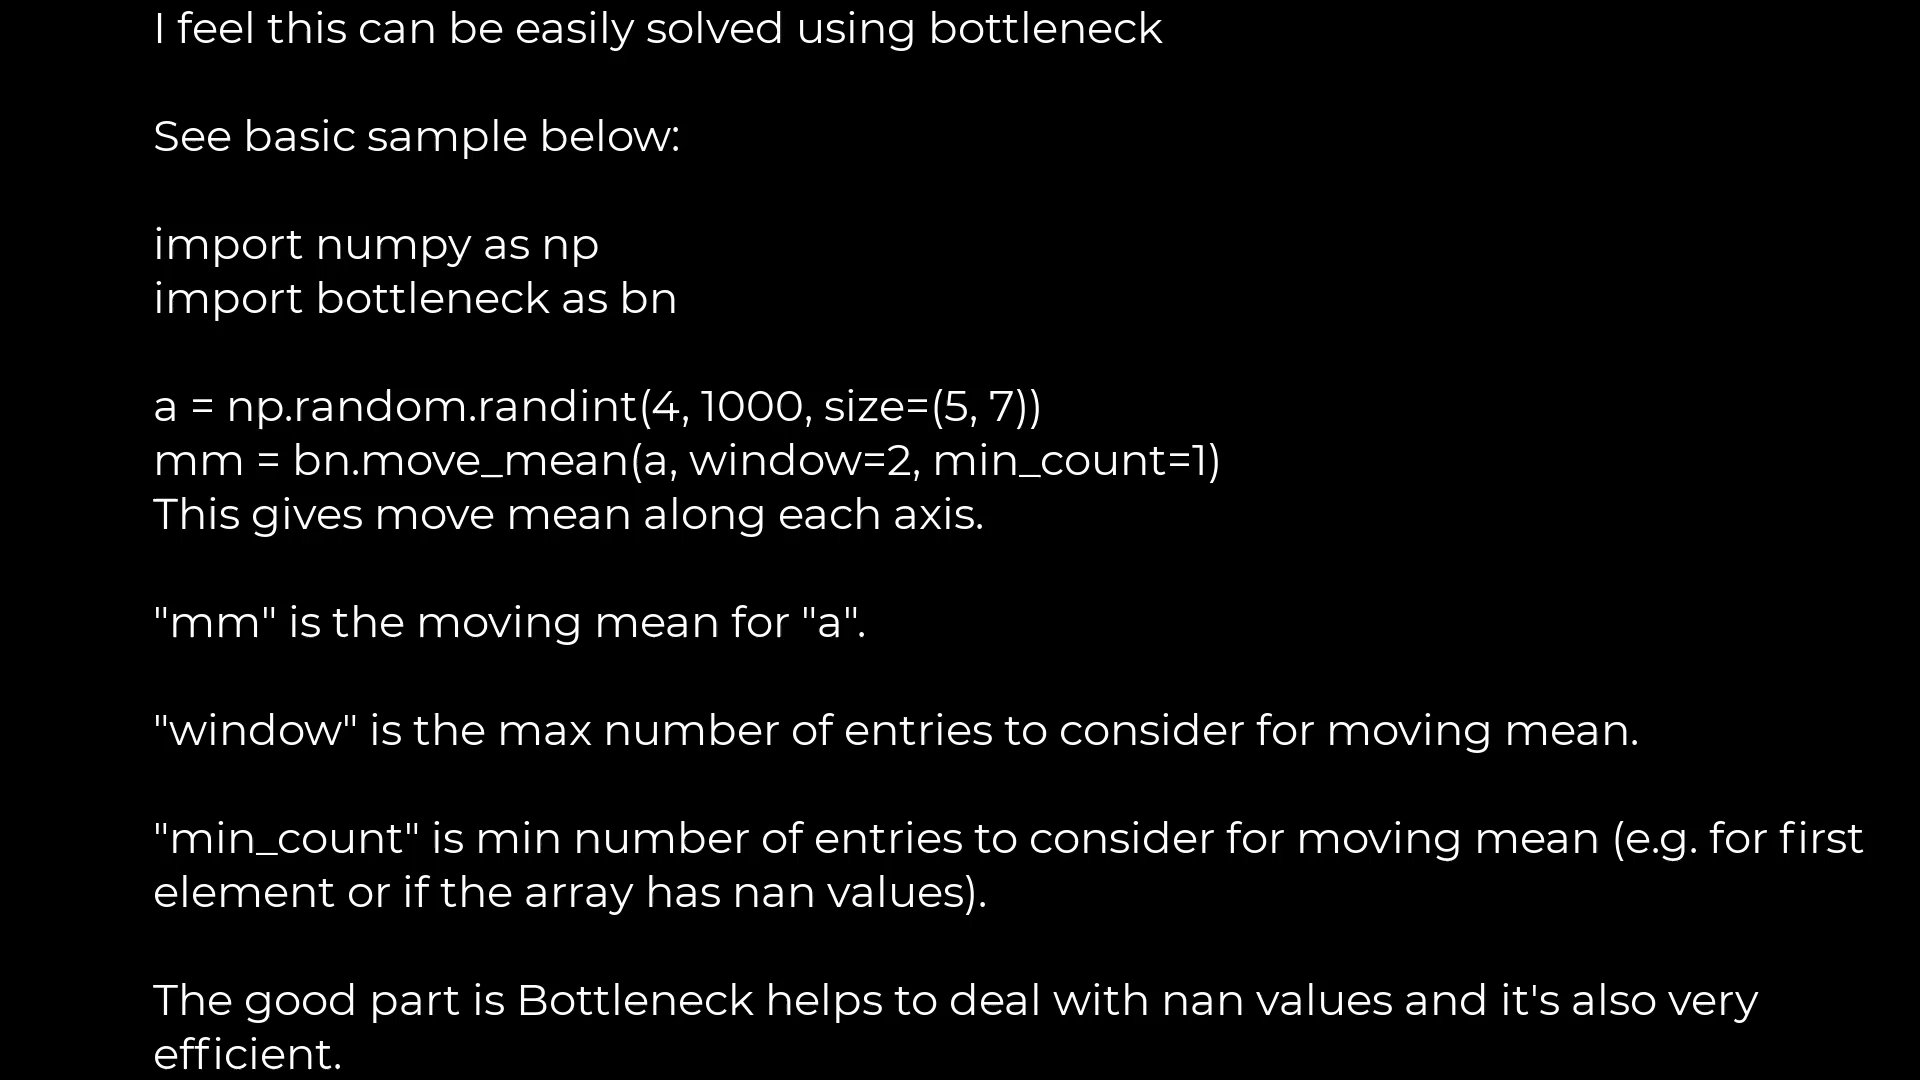 I feel this can be easily solved using bottleneck
See basic sample below:
import numpy as np
import bottleneck as bn
a = np.random.randint(4, 1000, size=(5, 7))
mm = bn.move_mean(a, window=2, min_count=1)
This gives move mean along each axis.
"mm" is the moving mean for "a".
"window" is the max number of entries to consider for moving mean.
"min_count" is min number of entries to consider for moving mean (e.g. for first
element or if the array has nan values).
The good part is Bottleneck helps to deal with nan values and it's also very
efficient.